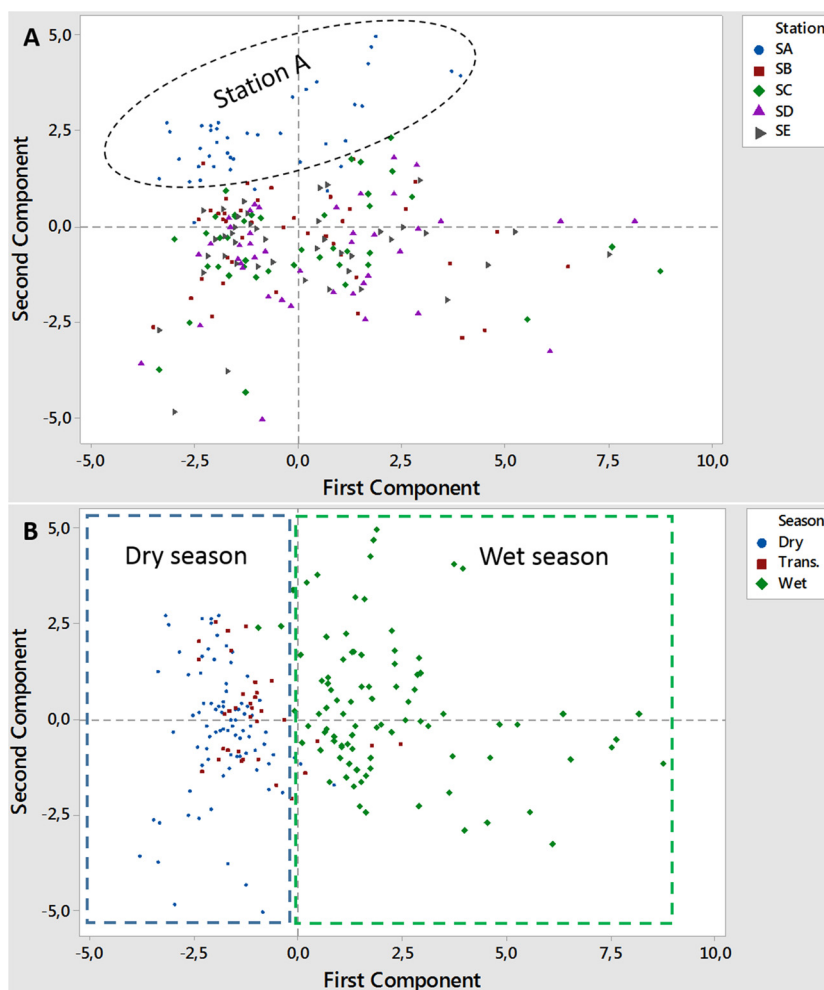 A
Station A
5,0
2,5
0,0
-2,5
-5,0
Second Component
-5,0 -2,5 0,0 2,5 5,0 7,5 10,0
First Component
Station
SA
SB
SC
SD
SE
B
Dry season
Wet season
5,0
2,5
0,0
-2,5
-5,0
Second Component
-5,0 -2,5 0,0 2,5 5,0 7,5 10,0
First Component
Season
Dry
Trans.
Wet